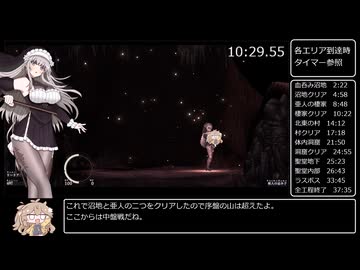 10:29.55
各エリア到達時
タイマー参照
血呑み沼地 2:22
沼地クリア 4:58
亜人の棲家 8:48
棲家クリア 10:22
北東の村 14:12
村クリア 17:18
体内洞窟 21:50
洞窟クリア 24:55
聖堂地下 25:23
聖堂内部 26:43
ラスボス 33:45
全工程終了 37:35
100
0
これで沼地と亜人の二つをクリアしたので序盤の山は超えたよ。
ここからは中盤戦だね。